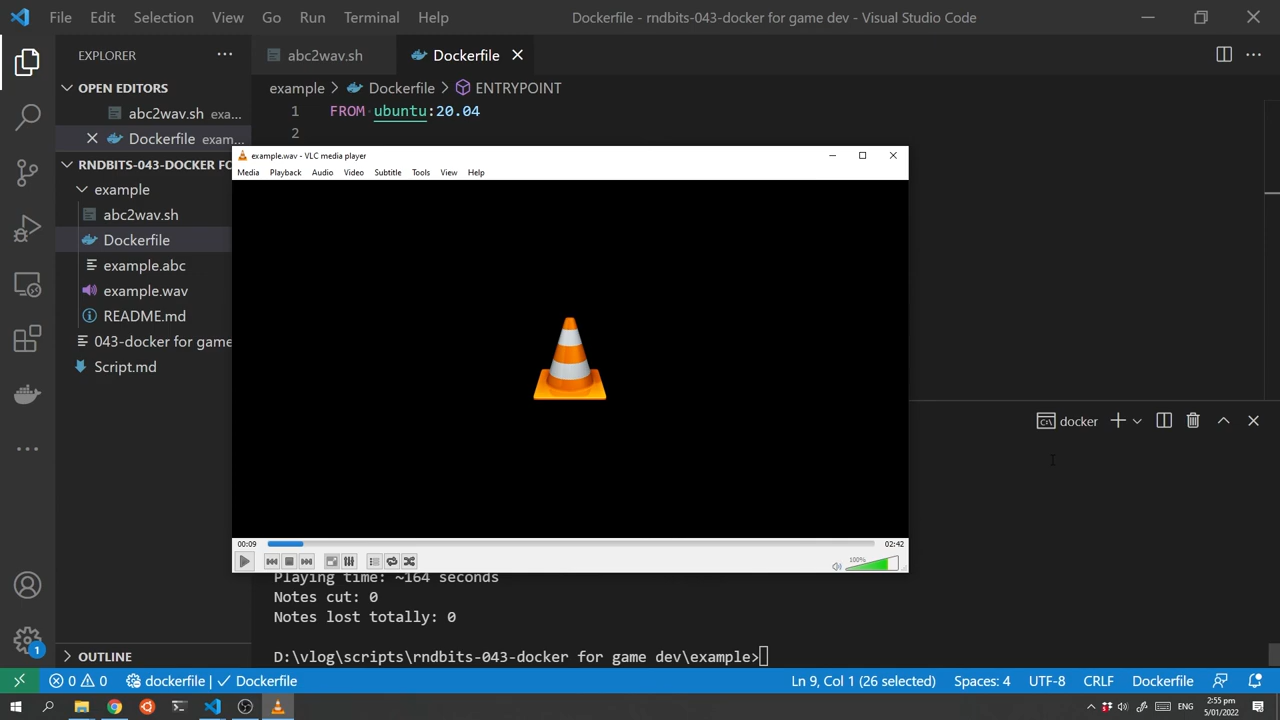 File Edit Selection View Go Run Terminal Help Dockerfile - rndbits-043-docker for game dev - Visual Studio Code
EXPLORER
abc2wav.sh
Dockerfile
OPEN EDITORS
abc2wav.sh exa...
Dockerfile exam...
example Dockerfile ENTRYPOINT
1 FROM ubuntu:20.04
2
RNDBITS-043-DOCKER FO
example
abc2wav.sh
Dockerfile
example.abc
example.wav
README.md
043-docker for game
Script.md
OUTLINE
example.wav - VLC media player
Media Playback Audio Video Subtitle Tools View Help
00:09 02:42
100%
docker
Playing time: ~164 seconds
Notes cut: 0
Notes lost totally: 0
D:\vlog\scripts\rndbits-043-docker for game dev\example>
1
0 0 dockerfile | Dockerfile Ln 9, Col 1 (26 selected) Spaces: 4 UTF-8 CRLF Dockerfile
ENG
2:55 pm
5/01/2022